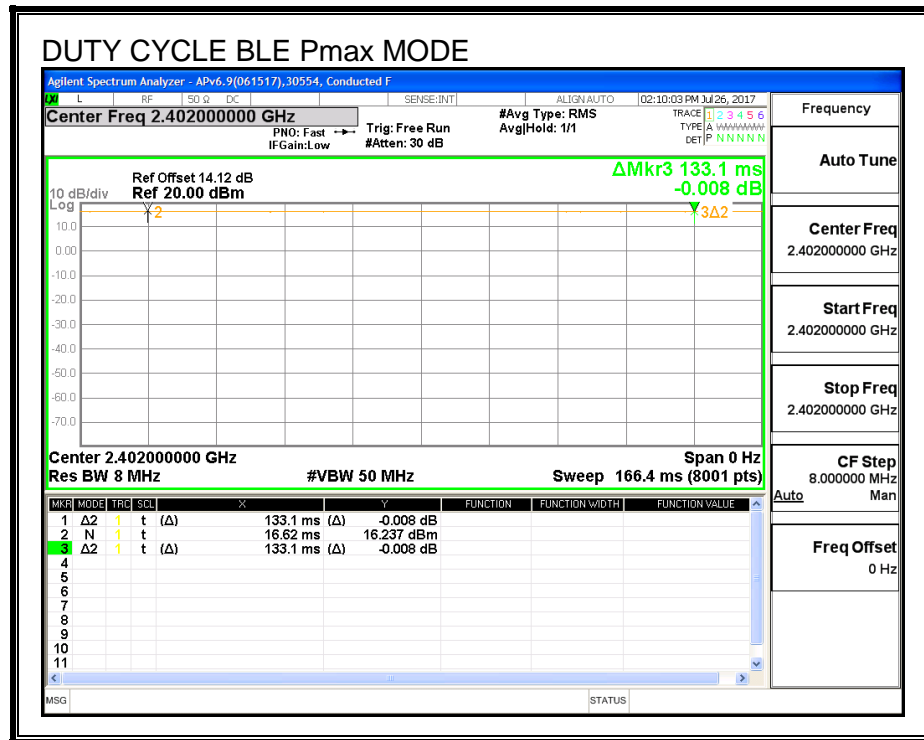 DUTY CYCLE BLE Pmax MODE
Agilent Spectrum Analyzer - APv6.9(061517),30554, Conducted F
LXI L RF 50 Ω DC SENSE:INT ALIGN AUTO 02:10:03 PM Jul 26, 2017
Center Freq 2.402000000 GHz
PNO: Fast
IFGain:Low
Trig: Free Run
#Atten: 30 dB
#Avg Type: RMS
Avg|Hold: 1/1
TRACE 1 2 3 4 5 6
TYPE A WWWWWW
DET P N N N N N
Ref Offset 14.12 dB
10 dB/div Ref 20.00 dBm
Log
ΔMkr3 133.1 ms
-0.008 dB
2
3Δ2
10.0
0.00
-10.0
-20.0
-30.0
-40.0
-50.0
-60.0
-70.0
Center 2.402000000 GHz Span 0 Hz
Res BW 8 MHz #VBW 50 MHz Sweep 166.4 ms (8001 pts)
MKR MODE TRC SCL X Y FUNCTION FUNCTION WIDTH FUNCTION VALUE
1 Δ2 1 t (Δ) 133.1 ms (Δ) -0.008 dB
2 N 1 t 16.62 ms 16.237 dBm
3 Δ2 1 t (Δ) 133.1 ms (Δ) -0.008 dB
4
5
6
7
8
9
10
11
MSG STATUS
Frequency
Auto Tune
Center Freq
2.402000000 GHz
Start Freq
2.402000000 GHz
Stop Freq
2.402000000 GHz
CF Step
8.000000 MHz
Auto Man
Freq Offset
0 Hz